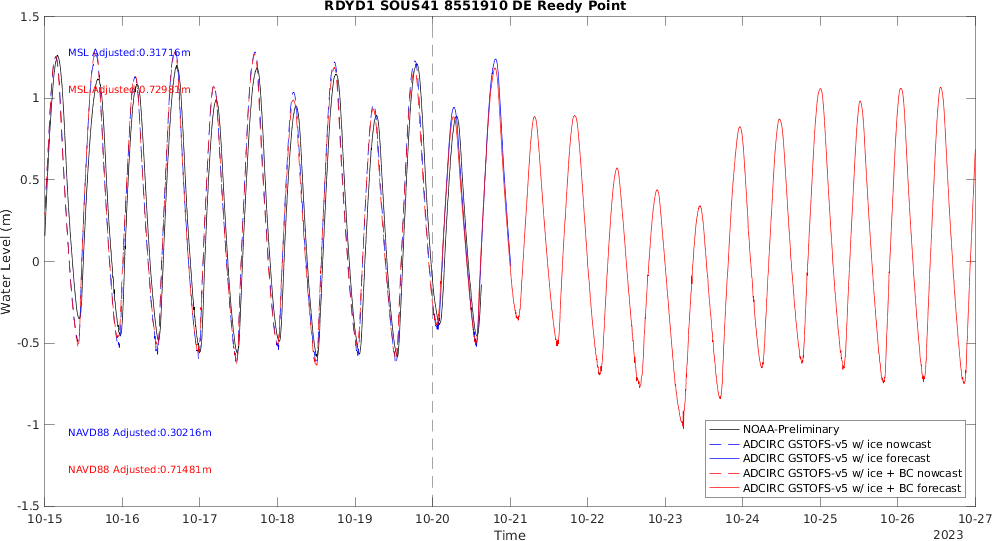 RDYD1 SOUS41 8551910 DE Reedy Point
1.5
1
0.5
0
-0.5
-1
-1.5
Water Level (m)
MSL Adjusted:0.31716m
MSL Adjusted:0.72981m
NAVD88 Adjusted:0.30216m
NAVD88 Adjusted:0.71481m
NOAA-Preliminary
ADCIRC GSTOFS-v5 w/ ice nowcast
ADCIRC GSTOFS-v5 w/ ice forecast
ADCIRC GSTOFS-v5 w/ ice + BC nowcast
ADCIRC GSTOFS-v5 w/ ice + BC forecast
10-15 10-16 10-17 10-18 10-19 10-20 10-21 10-22 10-23 10-24 10-25 10-26 10-27
Time
2023